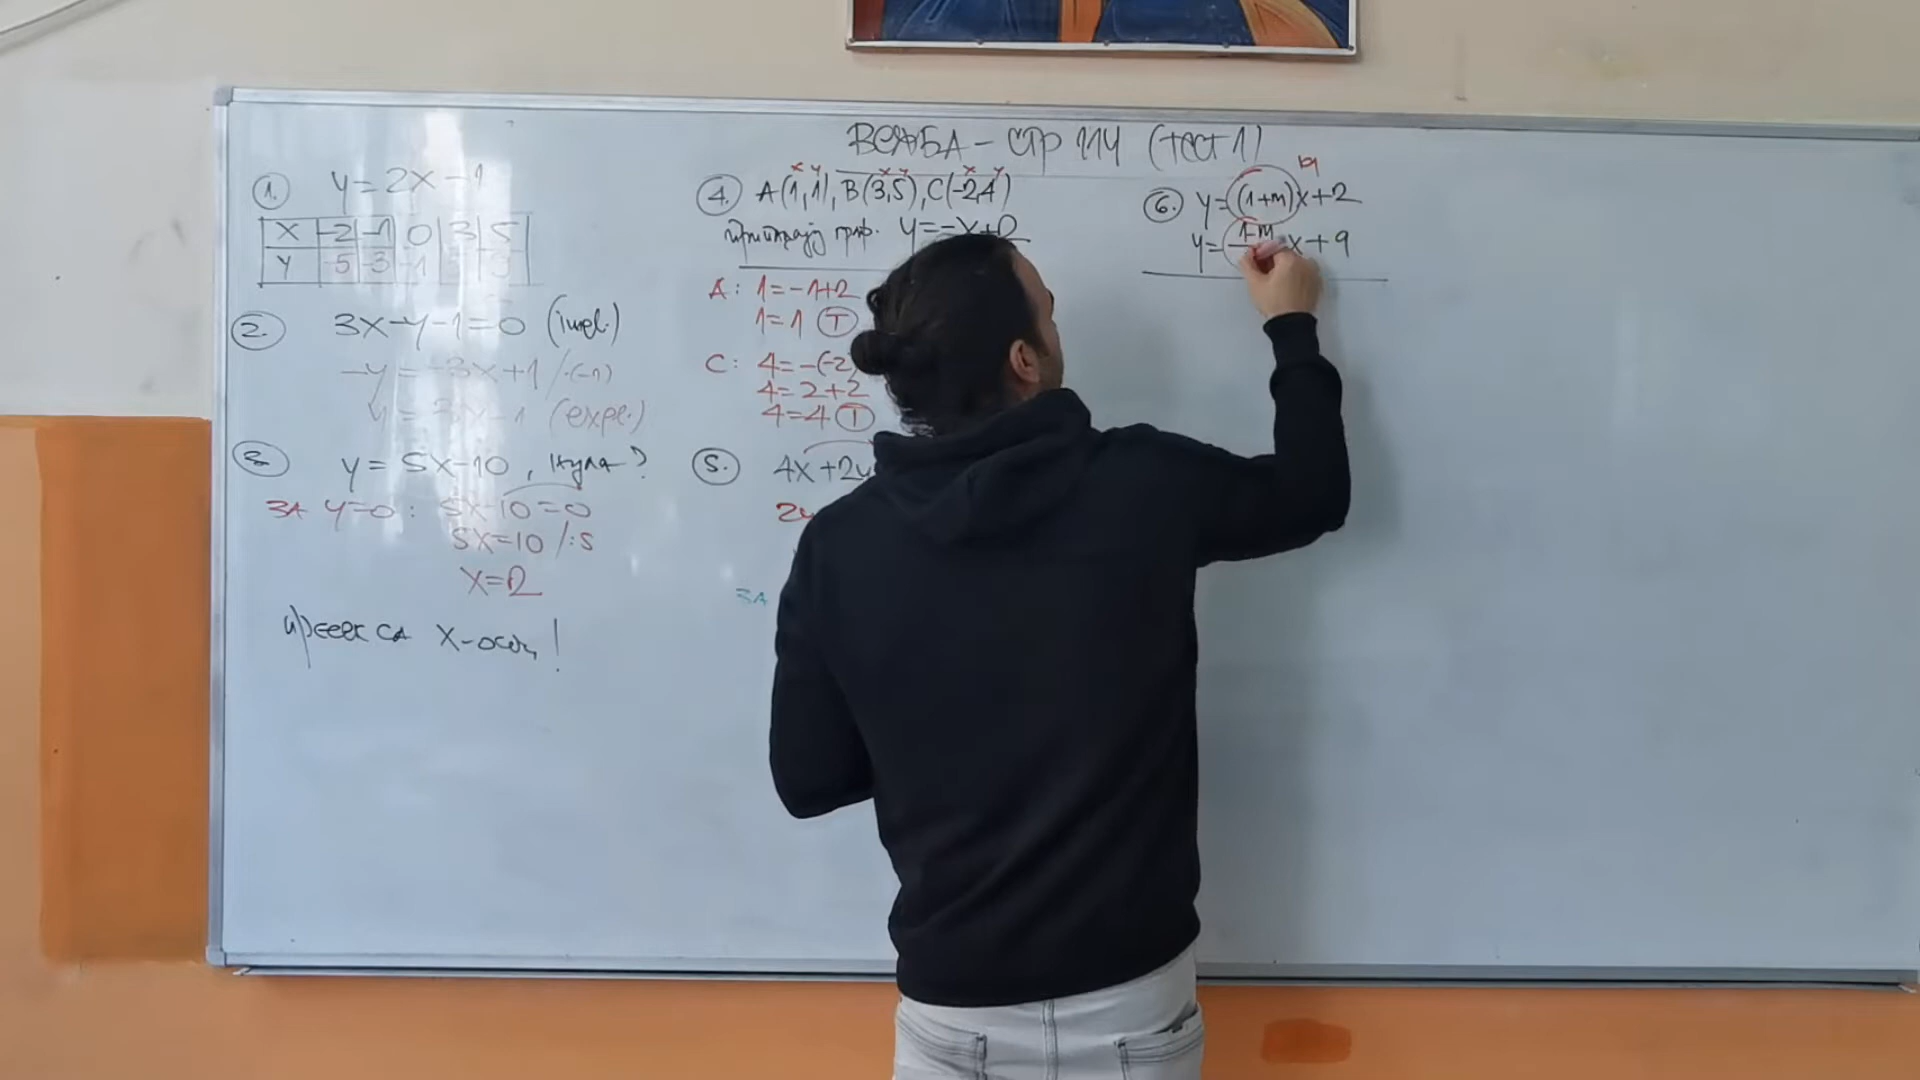 ВЕЖБА - СТР 114 (ТЕСТ 1)
1. y=2x-1
x -2 -1 0 3 5
y -5 -3 -1
2. 3x-y-1=0 (impl.)
-y=-3x+1 /·(-1)
y=3x-1 (expl.)
3. y=5x-10, нула?
ЗА y=0: 5x-10=0
5x=10 /:5
x=2
пресек са x-осом!
4. A(1,1), B(3,5), C(-2,4)
x y x y x y
припадају граф. y=-x+2
A: 1=-1+2
1=1 T
C: 4=-(-2)
4=2+2
4=4 T
5. 4x+2y
2y
ЗА
6. y=(1+m)x+2
y=1-m x+9